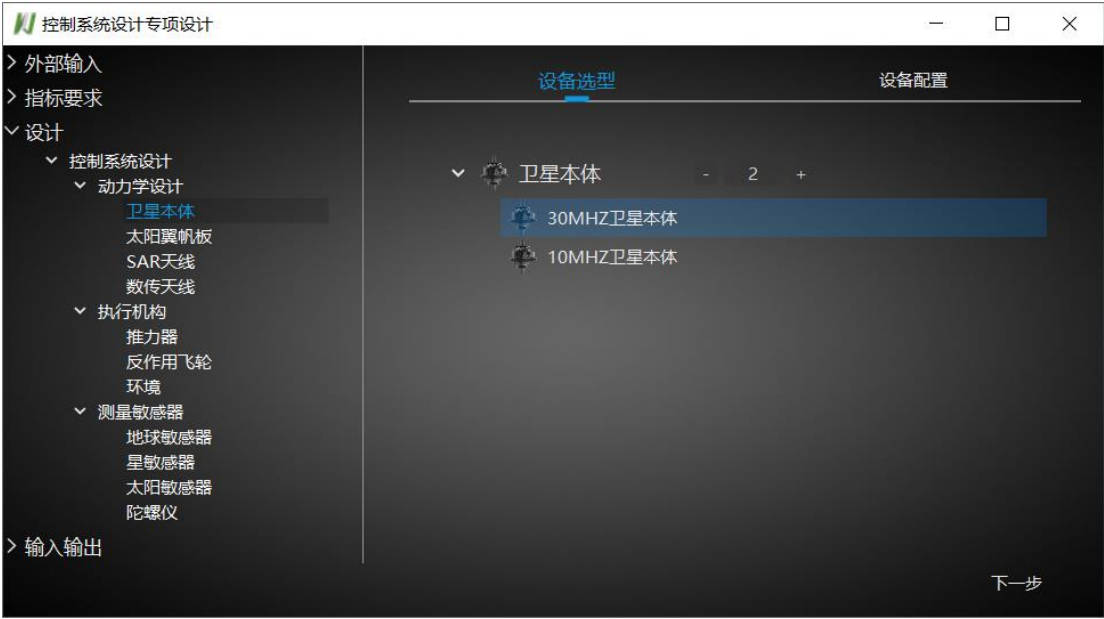 控制系统设计专项设计
外部输入
指标要求
设计
控制系统设计
动力学设计
卫星本体
太阳翼帆板
SAR天线
数传天线
执行机构
推力器
反作用飞轮
环境
测量敏感器
地球敏感器
星敏感器
太阳敏感器
陀螺仪
输入输出
设备选型 设备配置
卫星本体 - 2 +
30MHZ卫星本体
10MHZ卫星本体
下一步